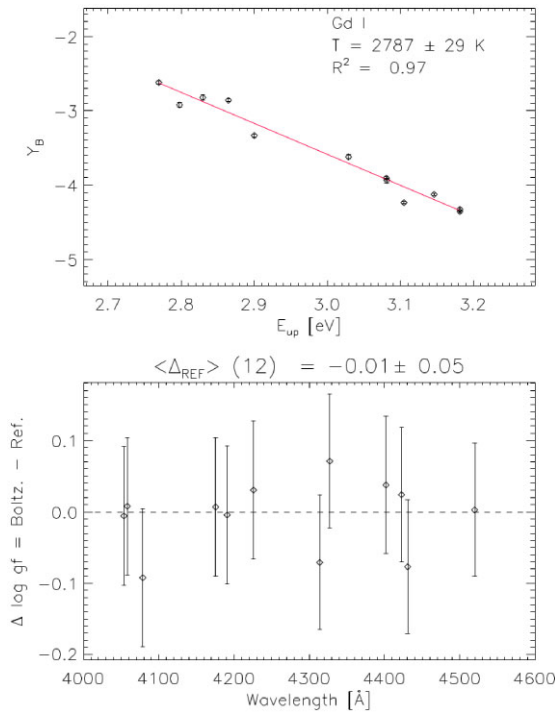 Gd I
T = 2787 ± 29 K
R² = 0.97
−2
−3
−4
−5
Y_B
2.7 2.8 2.9 3.0 3.1 3.2
E_up [eV]
<Δ_REF> (12) = −0.01± 0.05
0.1
0.0
−0.1
−0.2
Δ log gf = Boltz. − Ref.
4000 4100 4200 4300 4400 4500 4600
Wavelength [Å]